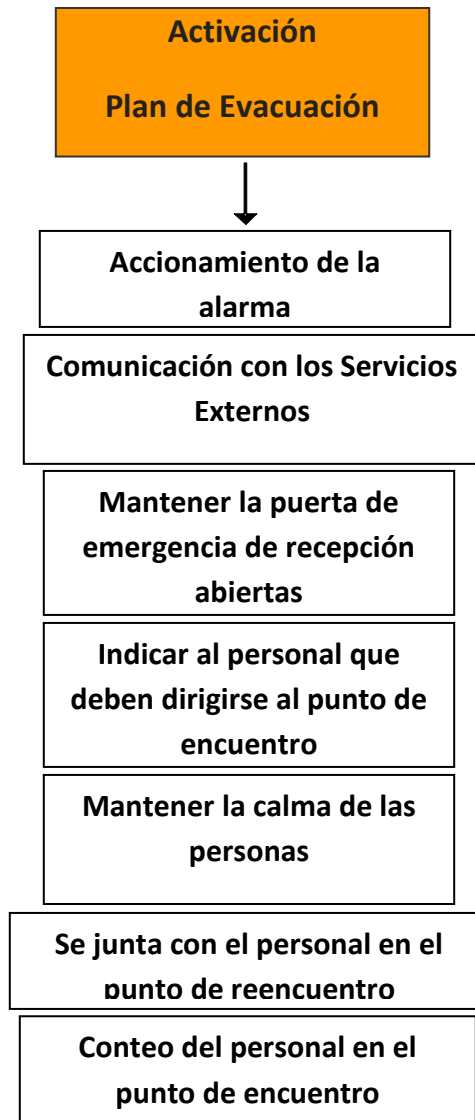 Activación
Plan de Evacuación
Accionamiento de la
alarma
Comunicación con los Servicios
Externos
Mantener la puerta de
emergencia de recepción
abiertas
Indicar al personal que
deben dirigirse al punto de
encuentro
Mantener la calma de las
personas
Se junta con el personal en el
punto de reencuentro
Conteo del personal en el
punto de encuentro